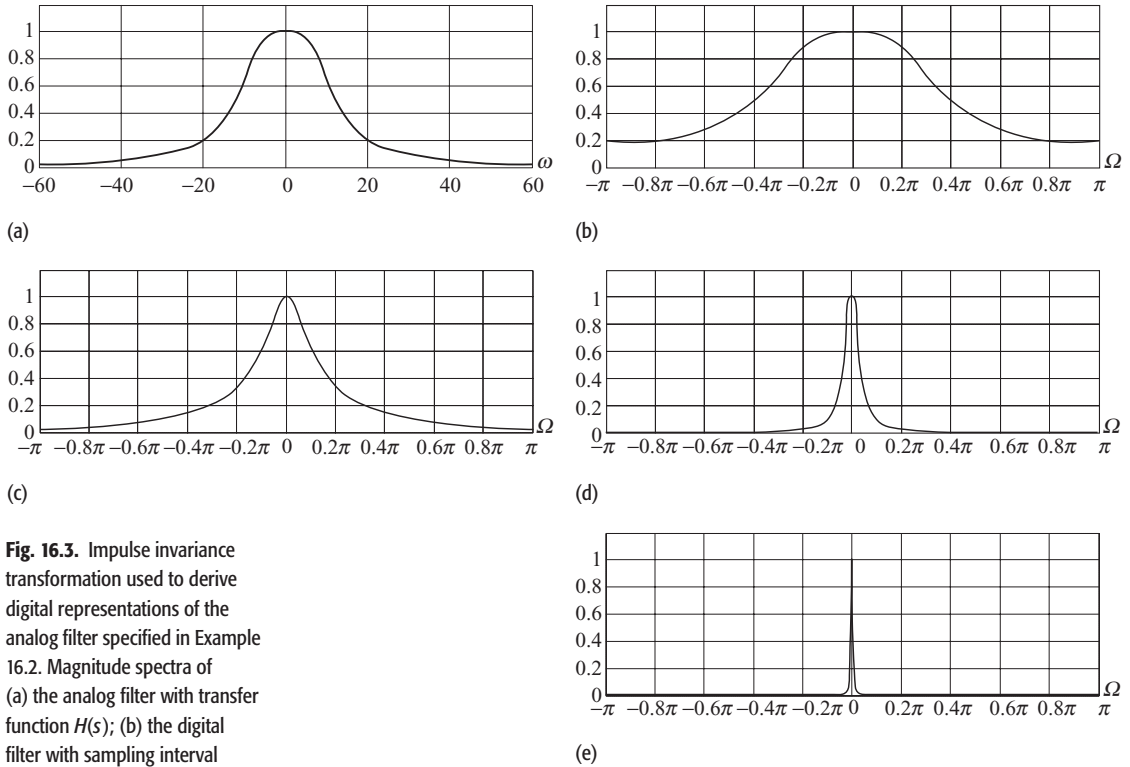 1
0.8
0.6
0.4
0.2
0
ω
−60 −40 −20 0 20 40 60
(a)
1
0.8
0.6
0.4
0.2
0
Ω
−π −0.8π −0.6π −0.4π −0.2π 0 0.2π 0.4π 0.6π 0.8π π
(b)
1
0.8
0.6
0.4
0.2
0
Ω
−π −0.8π −0.6π −0.4π −0.2π 0 0.2π 0.4π 0.6π 0.8π π
(c)
1
0.8
0.6
0.4
0.2
0
Ω
−π −0.8π −0.6π −0.4π −0.2π 0 0.2π 0.4π 0.6π 0.8π π
(d)
Fig. 16.3. Impulse invariance
transformation used to derive
digital representations of the
analog filter specified in Example
16.2. Magnitude spectra of
(a) the analog filter with transfer
function H(s); (b) the digital
filter with sampling interval
1
0.8
0.6
0.4
0.2
0
Ω
−π −0.8π −0.6π −0.4π −0.2π 0 0.2π 0.4π 0.6π 0.8π π
(e)